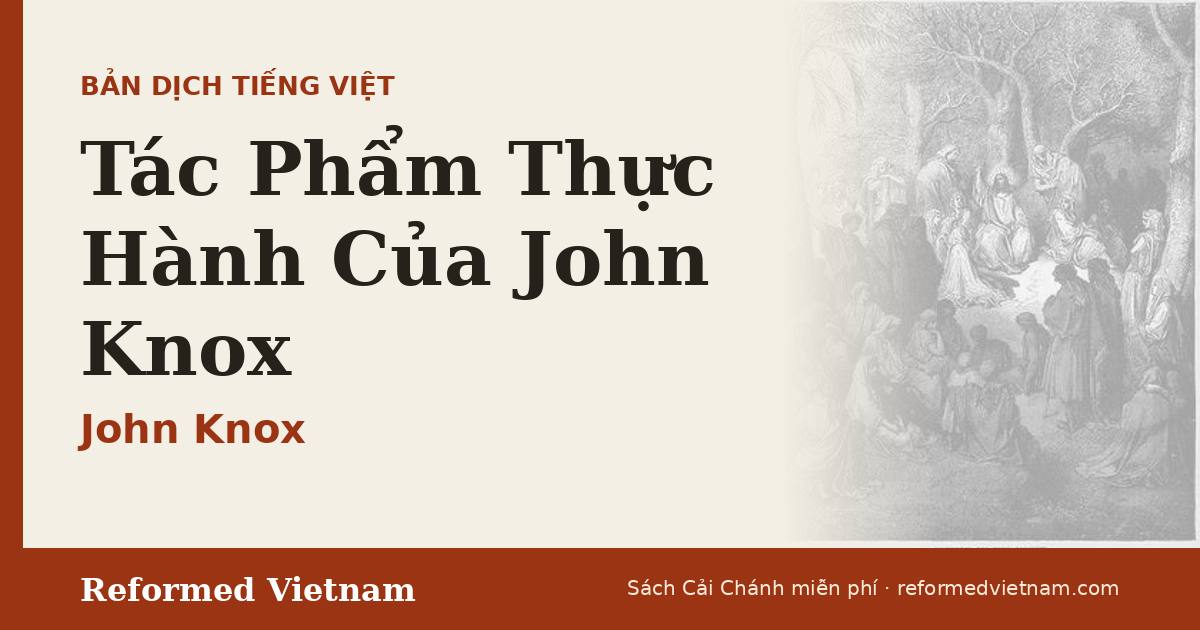 BẢN DỊCH TIẾNG VIỆT
Tác Phẩm Thực
Hành Của John
Knox
John Knox
Reformed Vietnam
Sách Cải Chánh miễn phí · reformedvietnam.com